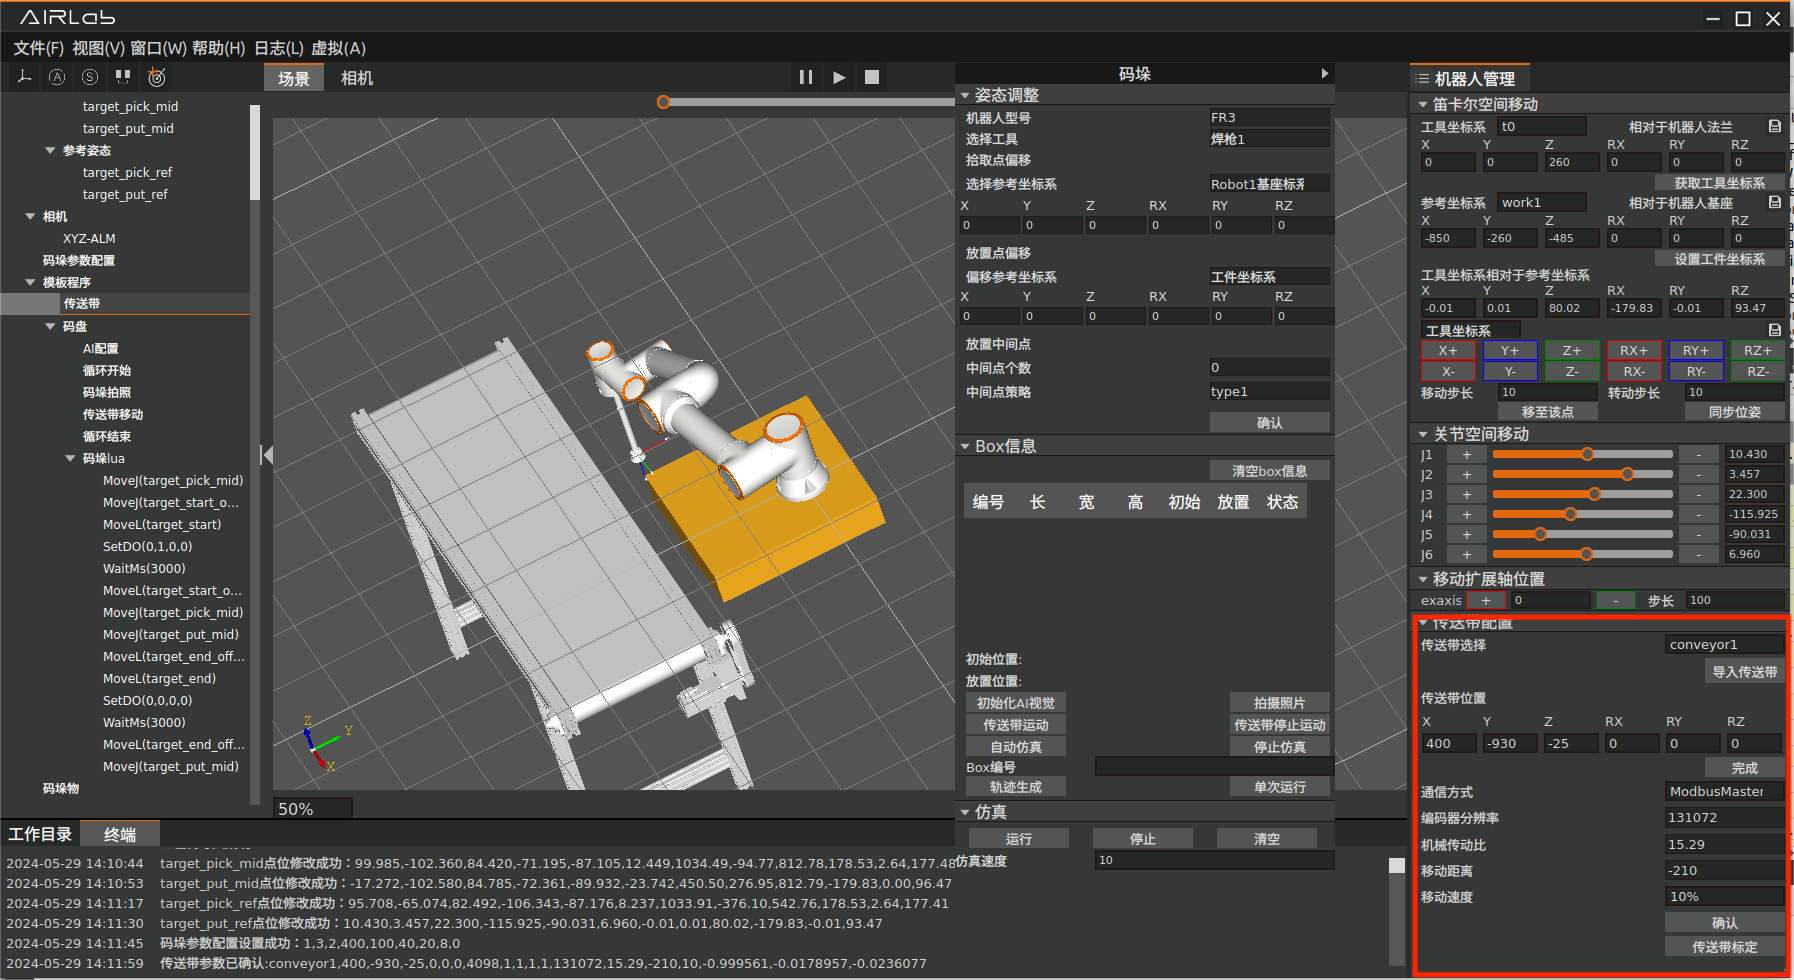 AIRLab
文件(F) 视图(V) 窗口(W) 帮助(H) 日志(L) 虚拟(A)
场景 相机
target_pick_mid
target_put_mid
参考姿态
target_pick_ref
target_put_ref
相机
XYZ-ALM
码垛参数配置
模板程序
传送带
码盘
AI配置
循环开始
码垛拍照
传送带移动
循环结束
码垛lua
MoveJ(target_pick_mid)
MoveJ(target_start_o...
MoveL(target_start)
SetDO(0,1,0,0)
WaitMs(3000)
MoveL(target_start_o...
MoveJ(target_pick_mid)
MoveJ(target_put_mid)
MoveL(target_end_off...
MoveL(target_end)
SetDO(0,0,0,0)
WaitMs(3000)
MoveL(target_end_off...
MoveJ(target_put_mid)
码垛物
Z
Y
X
50%
码垛
姿态调整
机器人型号 FR3
选择工具 焊枪1
拾取点偏移
选择参考坐标系 Robot1基座标系
X Y Z RX RY RZ
0 0 0 0 0 0
放置点偏移
偏移参考坐标系 工件坐标系
X Y Z RX RY RZ
0 0 0 0 0 0
放置中间点
中间点个数 0
中间点策略 type1
确认
Box信息
清空box信息
编号 长 宽 高 初始 放置 状态
初始位置:
放置位置:
初始化AI视觉 拍摄照片
传送带运动 传送带停止运动
自动仿真 停止仿真
Box编号
轨迹生成 单次运行
仿真
运行 停止 清空
仿真速度 10
机器人管理
笛卡尔空间移动
工具坐标系 t0 相对于机器人法兰
X Y Z RX RY RZ
0 0 260 0 0 0
获取工具坐标系
参考坐标系 work1 相对于机器人基座
X Y Z RX RY RZ
-850 -260 -485 0 0 0
设置工件坐标系
工具坐标系相对于参考坐标系
X Y Z RX RY RZ
-0.01 0.01 80.02 -179.83 -0.01 93.47
工具坐标系
X+ Y+ Z+ RX+ RY+ RZ+
X- Y- Z- RX- RY- RZ-
移动步长 10 转动步长 10
移至该点 同步位姿
关节空间移动
J1 + - 10.430
J2 + - 3.457
J3 + - 22.300
J4 + - -115.925
J5 + - -90.031
J6 + - 6.960
移动扩展轴位置
exaxis + 0 - 步长 100
传送带配置
传送带选择 conveyor1
导入传送带
传送带位置
X Y Z RX RY RZ
400 -930 -25 0 0 0
完成
通信方式 ModbusMaster
编码器分辨率 131072
机械传动比 15.29
移动距离 -210
移动速度 10%
确认
传送带标定
工作目录 终端
2024-05-29 14:10:44 target_pick_mid点位修改成功：99.985,-102.360,84.420,-71.195,-87.105,12.449,1034.49,-94.77,812.78,178.53,2.64,177.48
2024-05-29 14:10:53 target_put_mid点位修改成功：-17.272,-102.580,84.785,-72.361,-89.932,-23.742,450.50,276.95,812.79,-179.83,0.00,96.47
2024-05-29 14:11:17 target_pick_ref点位修改成功：95.708,-65.074,82.492,-106.343,-87.176,8.237,1033.91,-376.10,542.76,178.53,2.64,177.41
2024-05-29 14:11:30 target_put_ref点位修改成功：10.430,3.457,22.300,-115.925,-90.031,6.960,-0.01,0.01,80.02,-179.83,-0.01,93.47
2024-05-29 14:11:45 码垛参数配置设置成功：1,3,2,400,100,40,20,8,0
2024-05-29 14:11:59 传送带参数已确认:conveyor1,400,-930,-25,0,0,0,4098,1,1,1,1,131072,15.29,-210,10,-0.999561,-0.0178957,-0.0236077